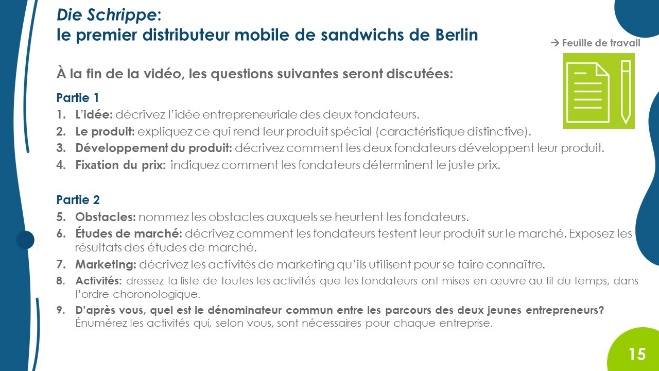 Die Schrippe:
le premier distributeur mobile de sandwichs de Berlin
→ Feuille de travail
À la fin de la vidéo, les questions suivantes seront discutées:
Partie 1
1. L'idée: décrivez l'idée entrepreneuriale des deux fondateurs.
2. Le produit: expliquez ce qui rend leur produit spécial (caractéristique distinctive).
3. Développement du produit: décrivez comment les deux fondateurs développent leur produit.
4. Fixation du prix: indiquez comment les fondateurs déterminent le juste prix.
Partie 2
5. Obstacles: nommez les obstacles auxquels se heurtent les fondateurs.
6. Études de marché: décrivez comment les fondateurs testent leur produit sur le marché. Exposez les
résultats des études de marché.
7. Marketing: décrivez les activités de marketing qu'ils utilisent pour se faire connaître.
8. Activités: dressez la liste de toutes les activités que les fondateurs ont mises en œuvre au fil du temps, dans
l'ordre choronologique.
9. D'après vous, quel est le dénominateur commun entre les parcours des deux jeunes entrepreneurs?
Énumérez les activités qui, selon vous, sont nécessaires pour chaque entreprise.
15